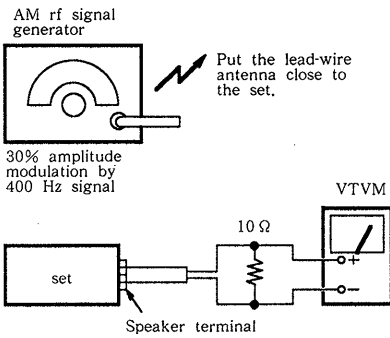 AM rf signal
generator
Put the lead-wire
antenna close to
the set.
30% amplitude
modulation by
400 Hz signal
VTVM
10 Ω
+
set
−
Speaker terminal